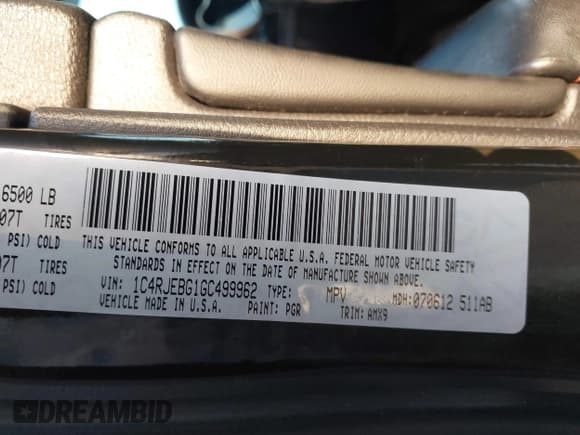 6500 LB
07T TIRES
PSI) COLD
07T TIRES
PSI) COLD
THIS VEHICLE CONFORMS TO ALL APPLICABLE U.S.A. FEDERAL MOTOR VEHICLE SAFETY
STANDARDS IN EFFECT ON THE DATE OF MANUFACTURE SHOWN ABOVE.
VIN: 1C4RJEBG1GC499962 TYPE: MPV MDH: 070612 511AB
VEHICLE MADE IN U.S.A. PAINT: PGR TRIM: AMX9
DREAMBID